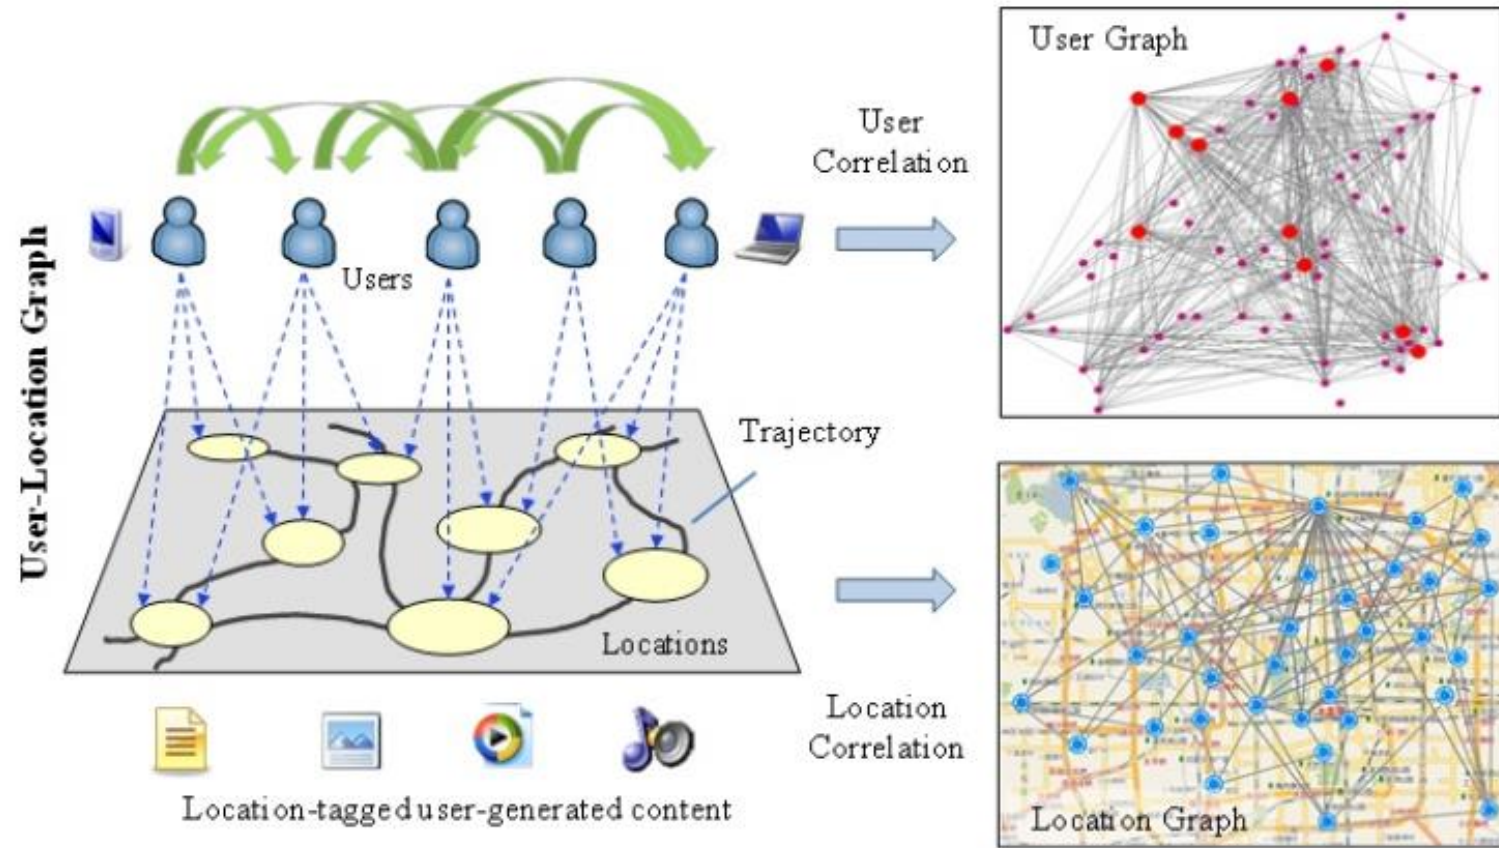 User-Location Graph
Users
Trajectory
Locations
Location-tagged user-generated content
User
Correlation
Location
Correlation
User Graph
Location Graph